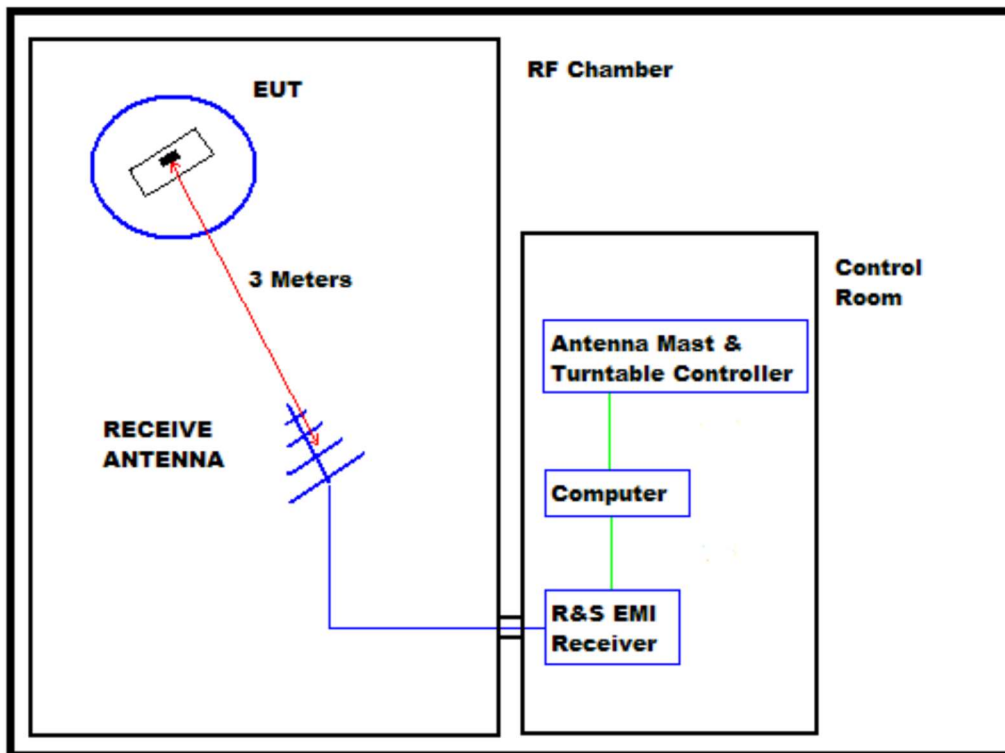 EUT
RF Chamber
3 Meters
RECEIVE
ANTENNA
Control
Room
Antenna Mast &
Turntable Controller
Computer
R&S EMI
Receiver